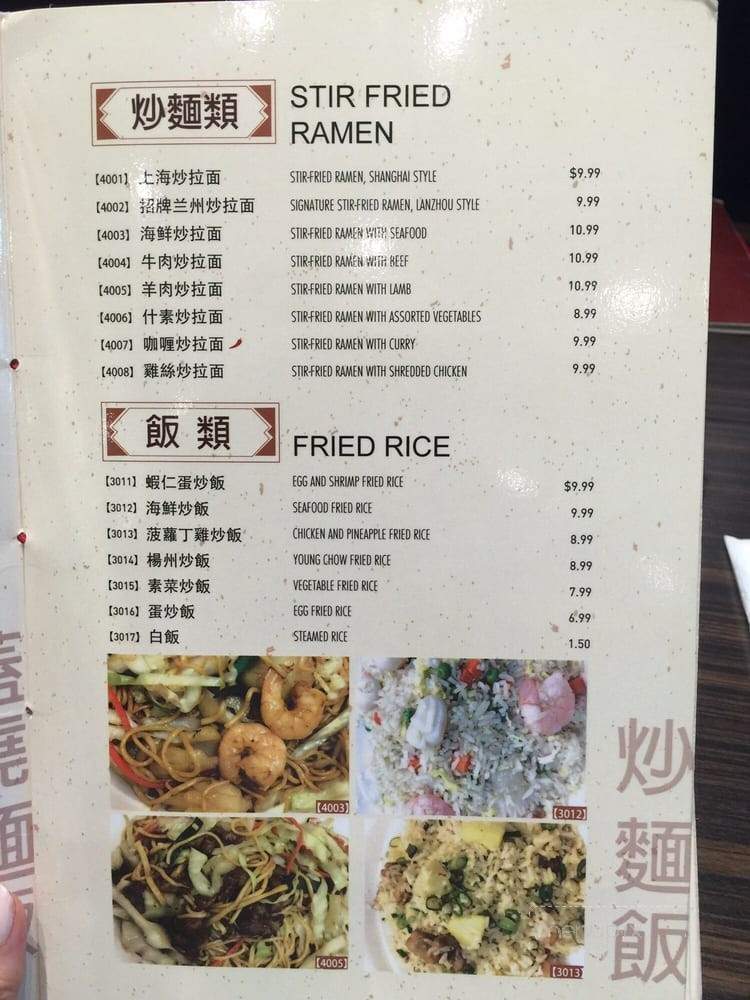 炒麵類 STIR FRIED
RAMEN
【4001】 上海炒拉面 STIR-FRIED RAMEN, SHANGHAI STYLE $9.99
【4002】 招牌兰州炒拉面 SIGNATURE STIR-FRIED RAMEN, LANZHOU STYLE 9.99
【4003】 海鮮炒拉面 STIR-FRIED RAMEN WITH SEAFOOD 10.99
【4004】 牛肉炒拉面 STIR-FRIED RAMEN WITH BEEF 10.99
【4005】 羊肉炒拉面 STIR-FRIED RAMEN WITH LAMB 10.99
【4006】 什素炒拉面 STIR-FRIED RAMEN WITH ASSORTED VEGETABLES 8.99
【4007】 咖喱炒拉面 STIR-FRIED RAMEN WITH CURRY 9.99
【4008】 雞絲炒拉面 STIR-FRIED RAMEN WITH SHREDDED CHICKEN 9.99
飯類 FRIED RICE
【3011】 蝦仁蛋炒飯 EGG AND SHRIMP FRIED RICE $9.99
【3012】 海鮮炒飯 SEAFOOD FRIED RICE 9.99
【3013】 菠蘿丁雞炒飯 CHICKEN AND PINEAPPLE FRIED RICE 8.99
【3014】 楊州炒飯 YOUNG CHOW FRIED RICE 8.99
【3015】 素菜炒飯 VEGETABLE FRIED RICE 7.99
【3016】 蛋炒飯 EGG FRIED RICE 6.99
【3017】 白飯 STEAMED RICE 1.50
【4003】 【3012】
【4005】 【3013】
炒麵飯